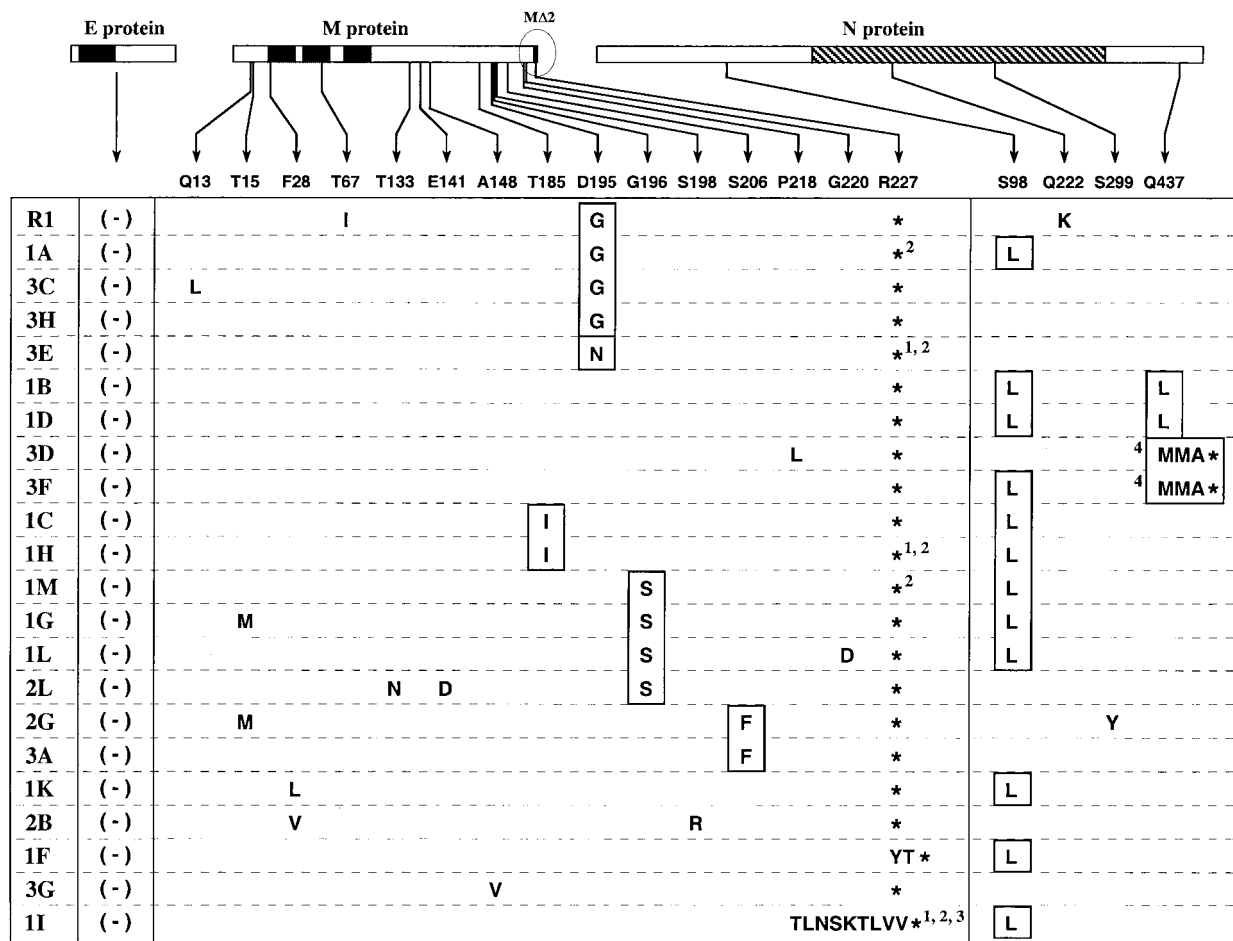 E protein M protein MΔ2 N protein
Q13 T15 F28 T67 T133 E141 A148 T185 D195 G196 S198 S206 P218 G220 R227 S98 Q222 S299 Q437
R1 (-) I G * K
1A (-) G *2 L
3C (-) L G *
3H (-) G *
3E (-) N *1, 2
1B (-) * L L
1D (-) * L L
3D (-) L * 4 MMA*
3F (-) * L 4 MMA*
1C (-) I * L
1H (-) I *1, 2 L
1M (-) S *2 L
1G (-) M S * L
1L (-) S D * L
2L (-) N D S *
2G (-) M F * Y
3A (-) F *
1K (-) L * L
2B (-) V R *
1F (-) YT * L
3G (-) V *
1I (-) TLNSKTLVV *1, 2, 3 L